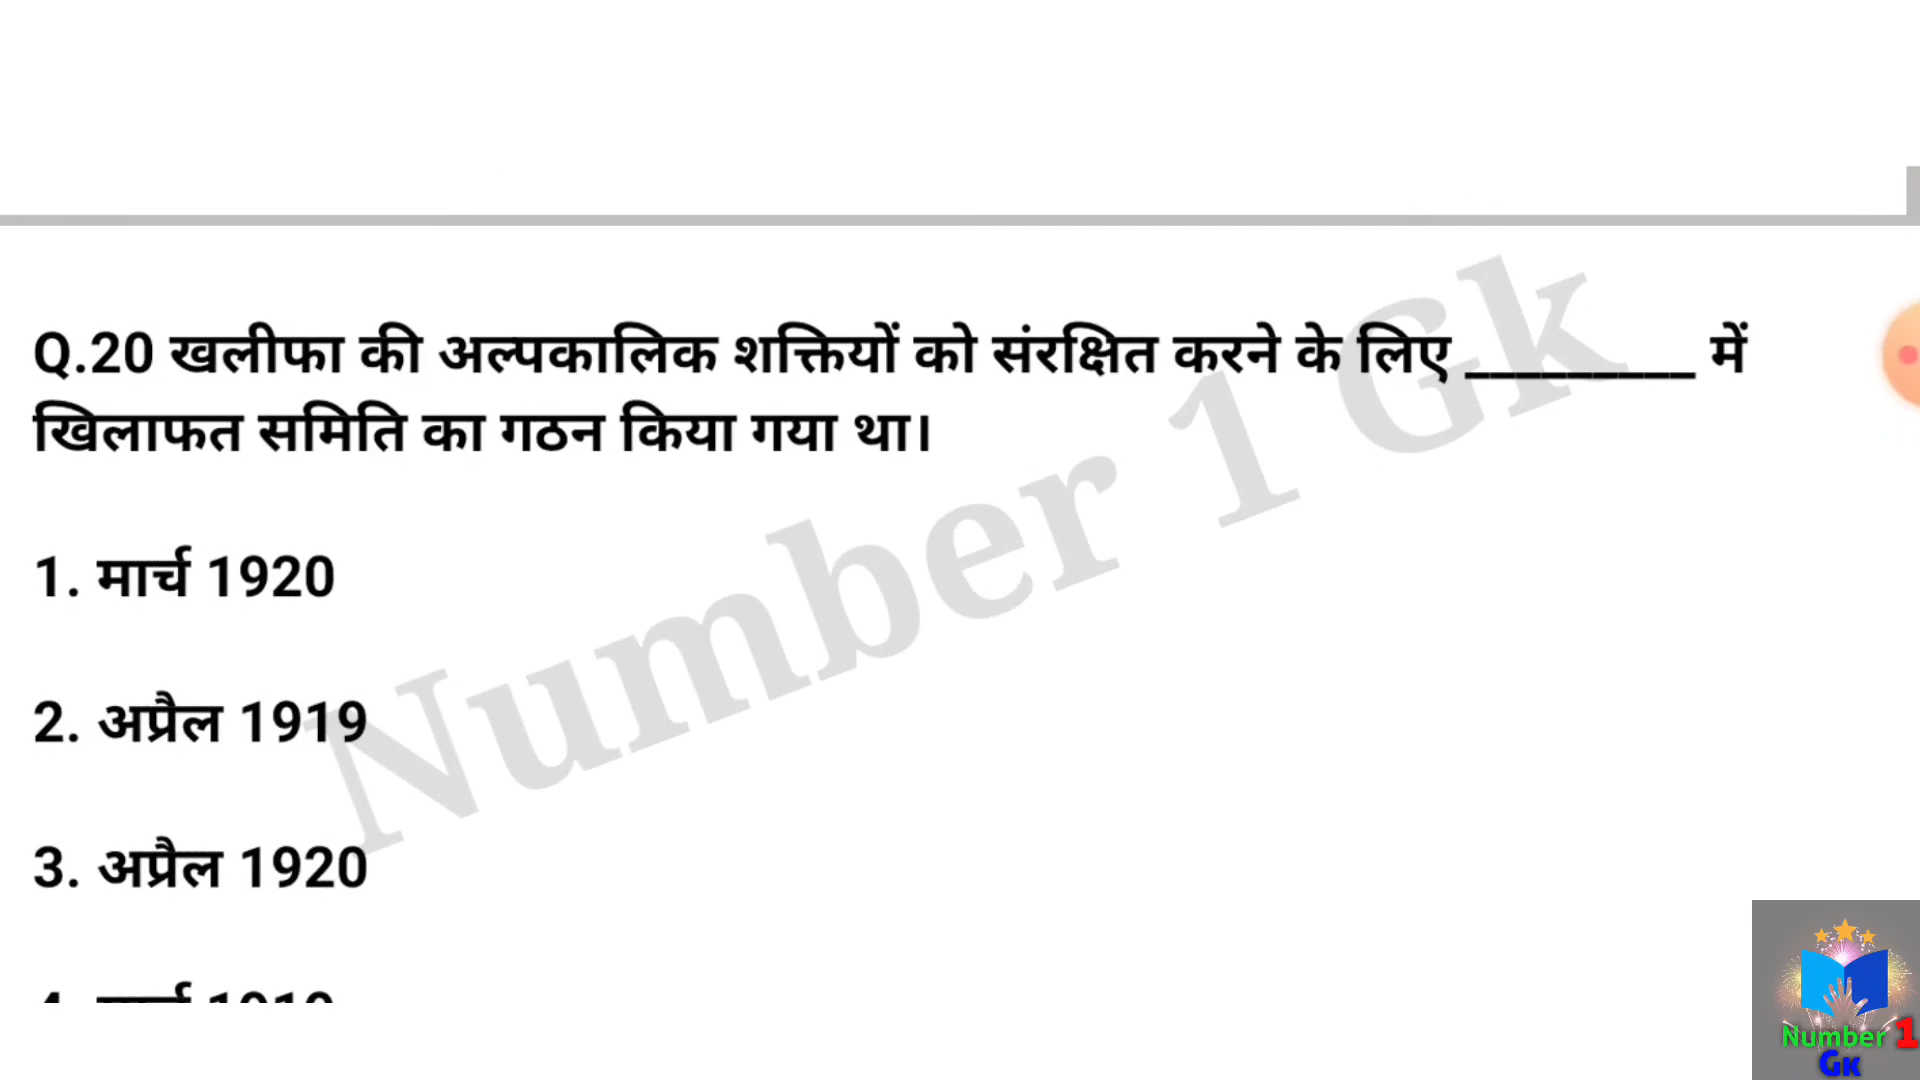 Q.20 खलीफा की अल्पकालिक शक्तियों को संरक्षित करने के लिए _________ में
खिलाफत समिति का गठन किया गया था।
1. मार्च 1920
2. अप्रैल 1919
3. अप्रैल 1920
Number 1 Gk
Number 1
GK